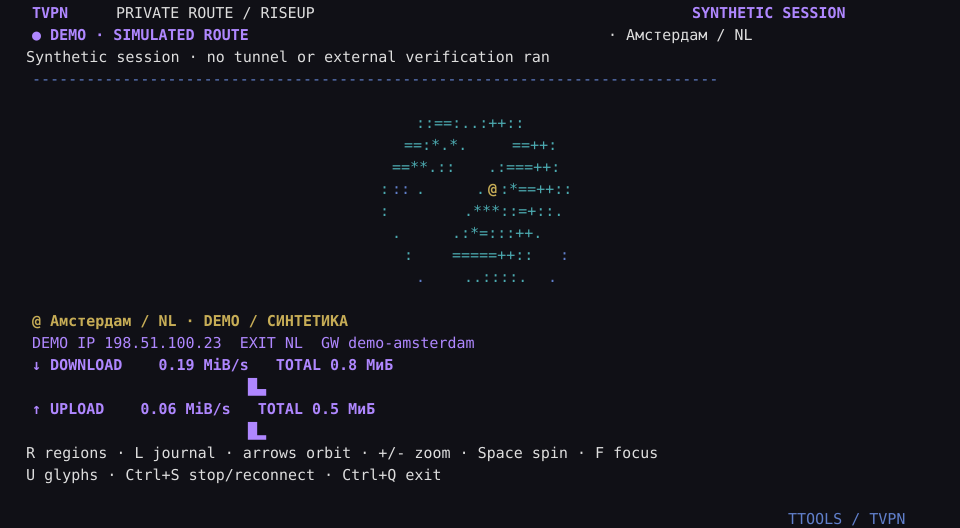 TVPN PRIVATE ROUTE / RISEUP SYNTHETIC SESSION
● DEMO · SIMULATED ROUTE · Амстердам / NL
Synthetic session · no tunnel or external verification ran
@ Амстердам / NL · DEMO / СИНТЕТИКА
DEMO IP 198.51.100.23 EXIT NL GW demo-amsterdam
↓ DOWNLOAD 0.19 MiB/s TOTAL 0.8 МиБ
↑ UPLOAD 0.06 MiB/s TOTAL 0.5 МиБ
R regions · L journal · arrows orbit · +/- zoom · Space spin · F focus
U glyphs · Ctrl+S stop/reconnect · Ctrl+Q exit
TTOOLS / TVPN